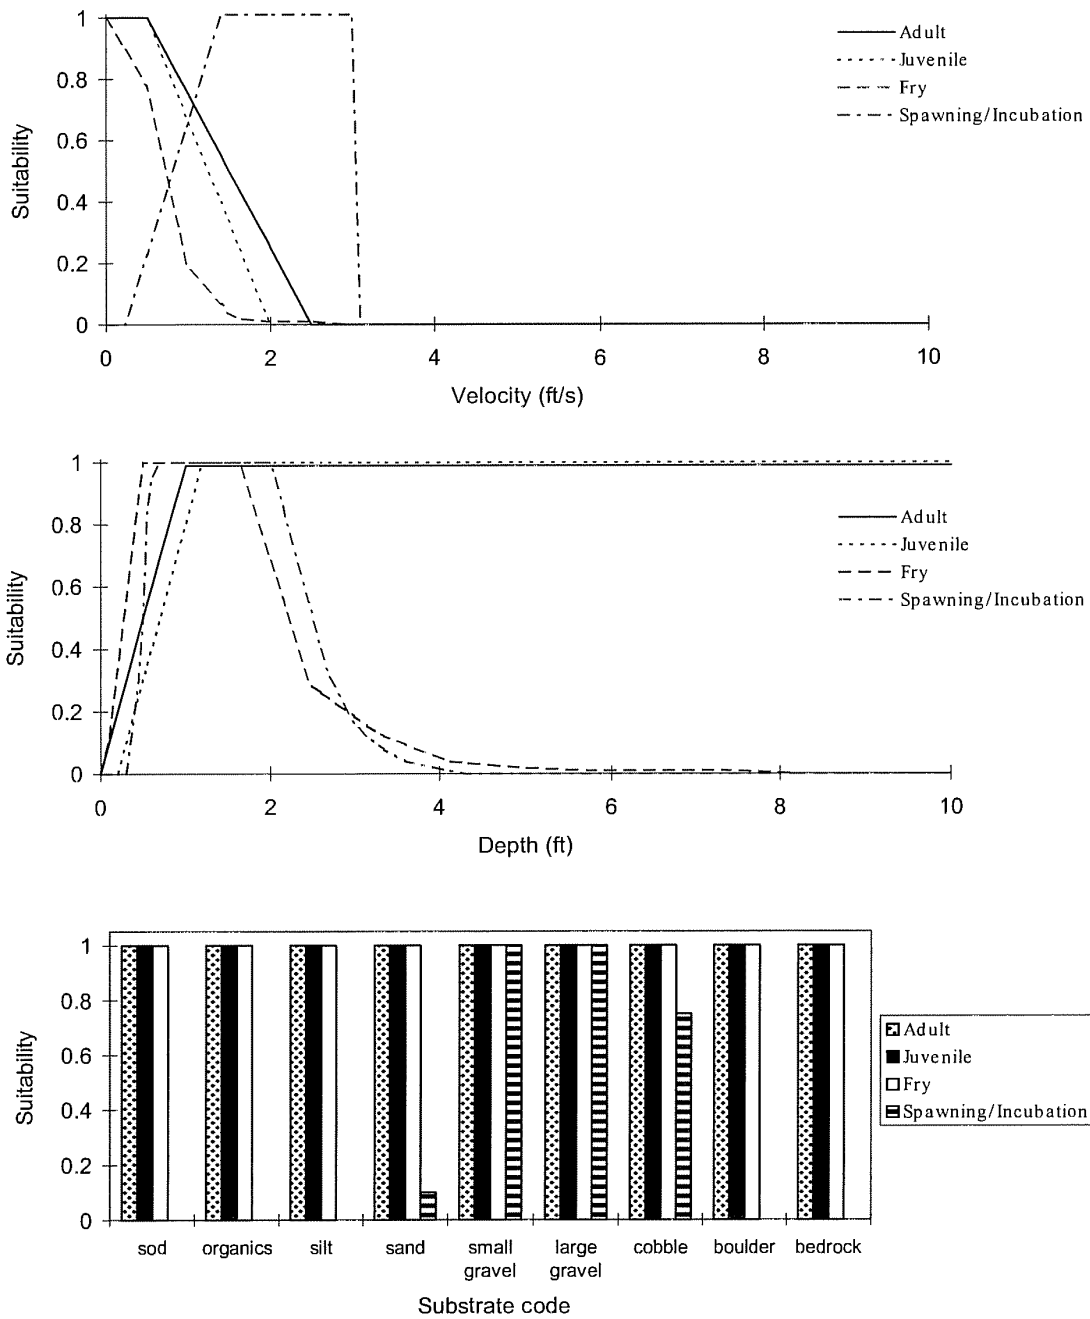 1
0.8
0.6
0.4
0.2
0
Suitability
0 2 4 6 8 10
Velocity (ft/s)
Adult
Juvenile
Fry
Spawning/Incubation
1
0.8
0.6
0.4
0.2
0
Suitability
0 2 4 6 8 10
Depth (ft)
Adult
Juvenile
Fry
Spawning/Incubation
1
0.8
0.6
0.4
0.2
0
Suitability
sod organics silt sand small gravel large gravel cobble boulder bedrock
Substrate code
Adult
Juvenile
Fry
Spawning/Incubation